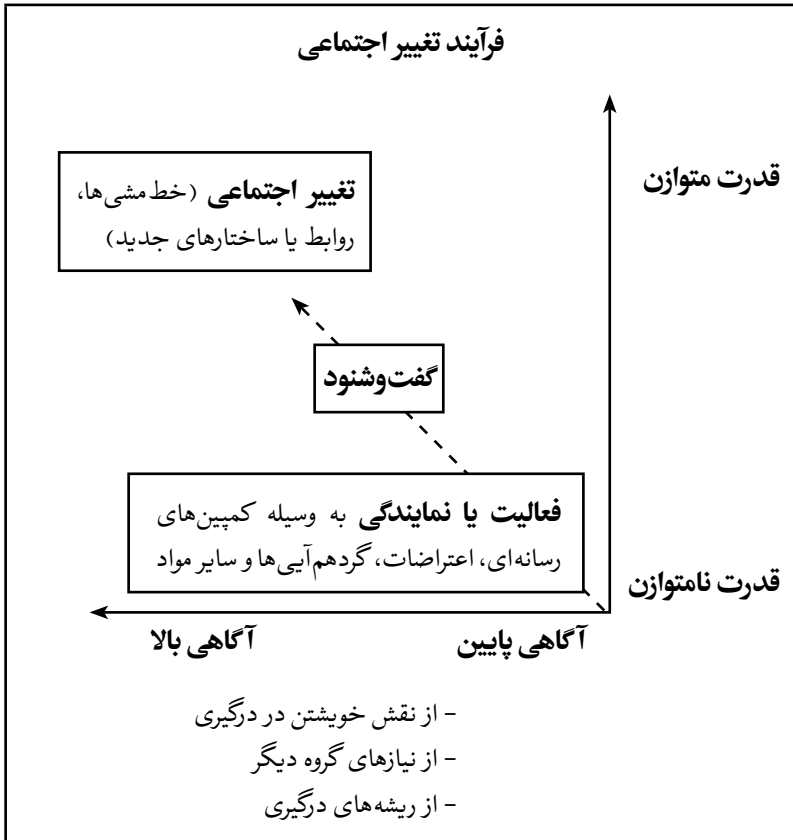 فرآیند تغییر اجتماعی
قدرت متوازن
تغییر اجتماعی (خط‌مشی‌ها،
روابط یا ساختارهای جدید)
گفت‌وشنود
فعالیت یا نمایندگی به وسیله کمپین‌های
رسانه‌ای، اعتراضات، گردهم‌آیی‌ها و سایر مواد
قدرت نامتوازن
آگاهی پایین
آگاهی بالا
- از نقش خویشتن در درگیری
- از نیازهای گروه دیگر
- از ریشه‌های درگیری